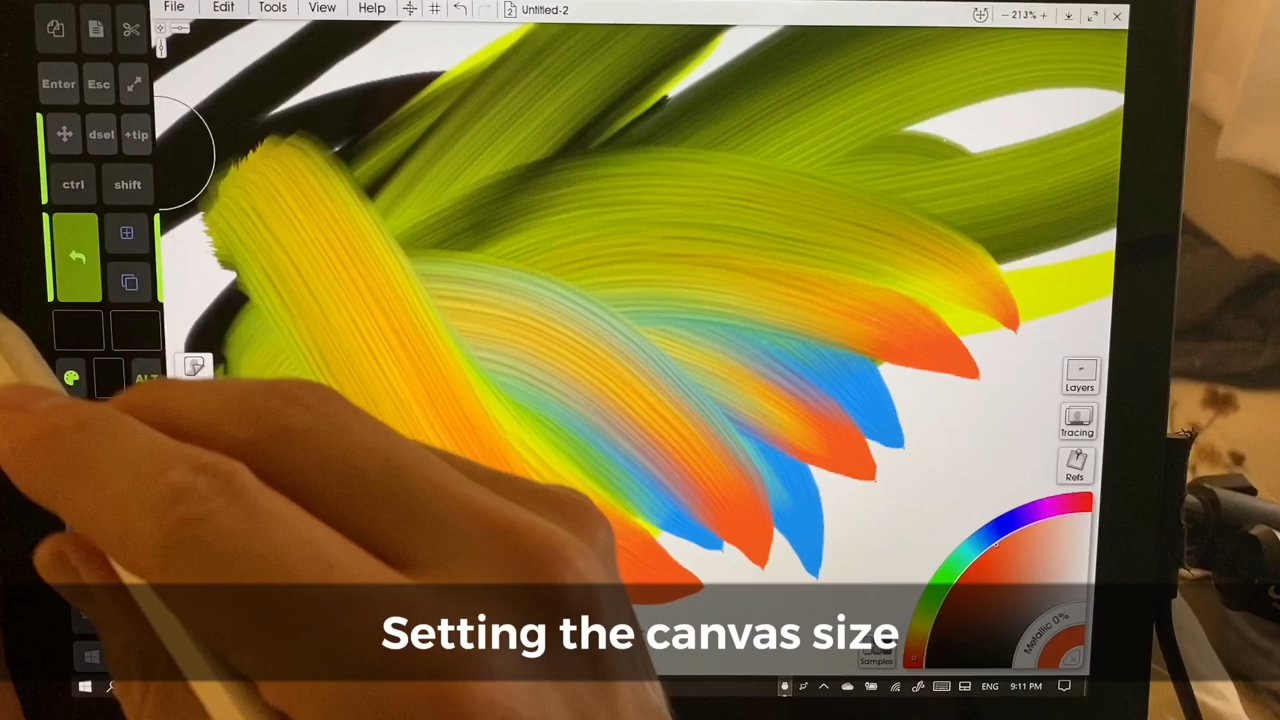 File Edit Tools View Help Untitled-2 213%
Enter Esc
dsel +tip
ctrl shift
ALT
Layers
Tracing
Refs
Metallic 0%
Setting the canvas size
Samples
ENG 9:11 PM